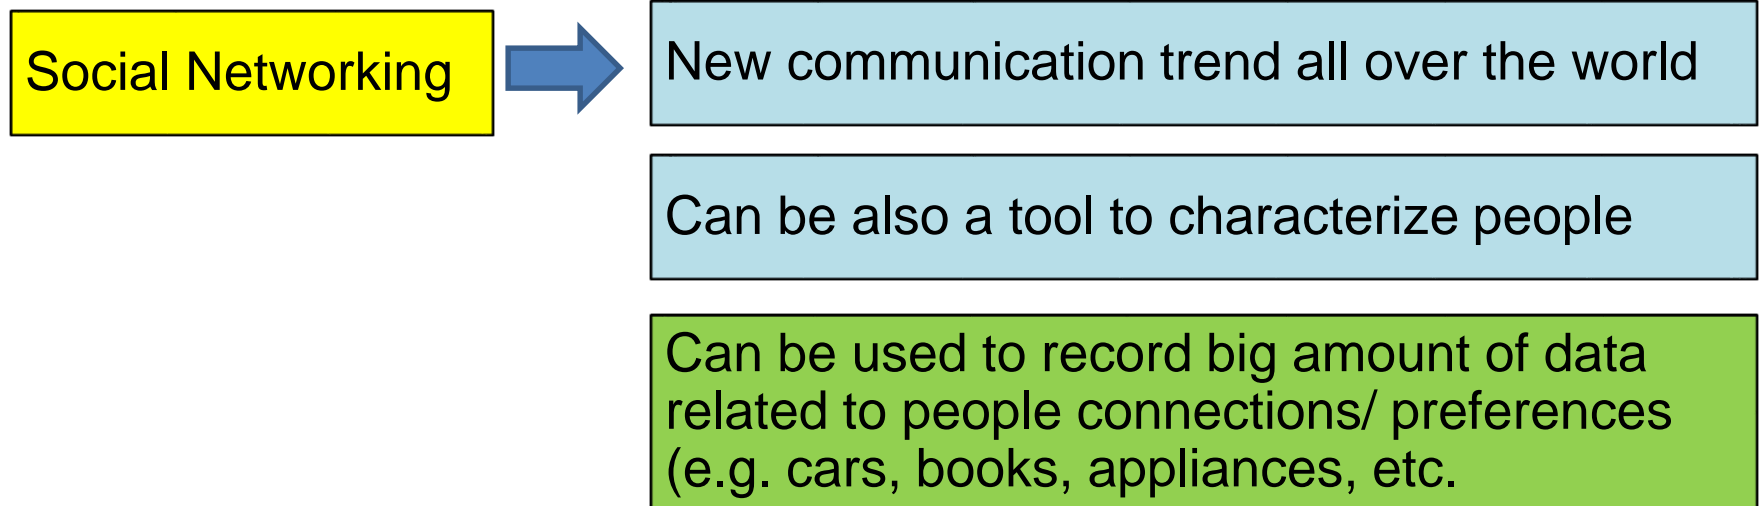 Social Networking
New communication trend all over the world
Can be also a tool to characterize people
Can be used to record big amount of data
related to people connections/ preferences
(e.g. cars, books, appliances, etc.